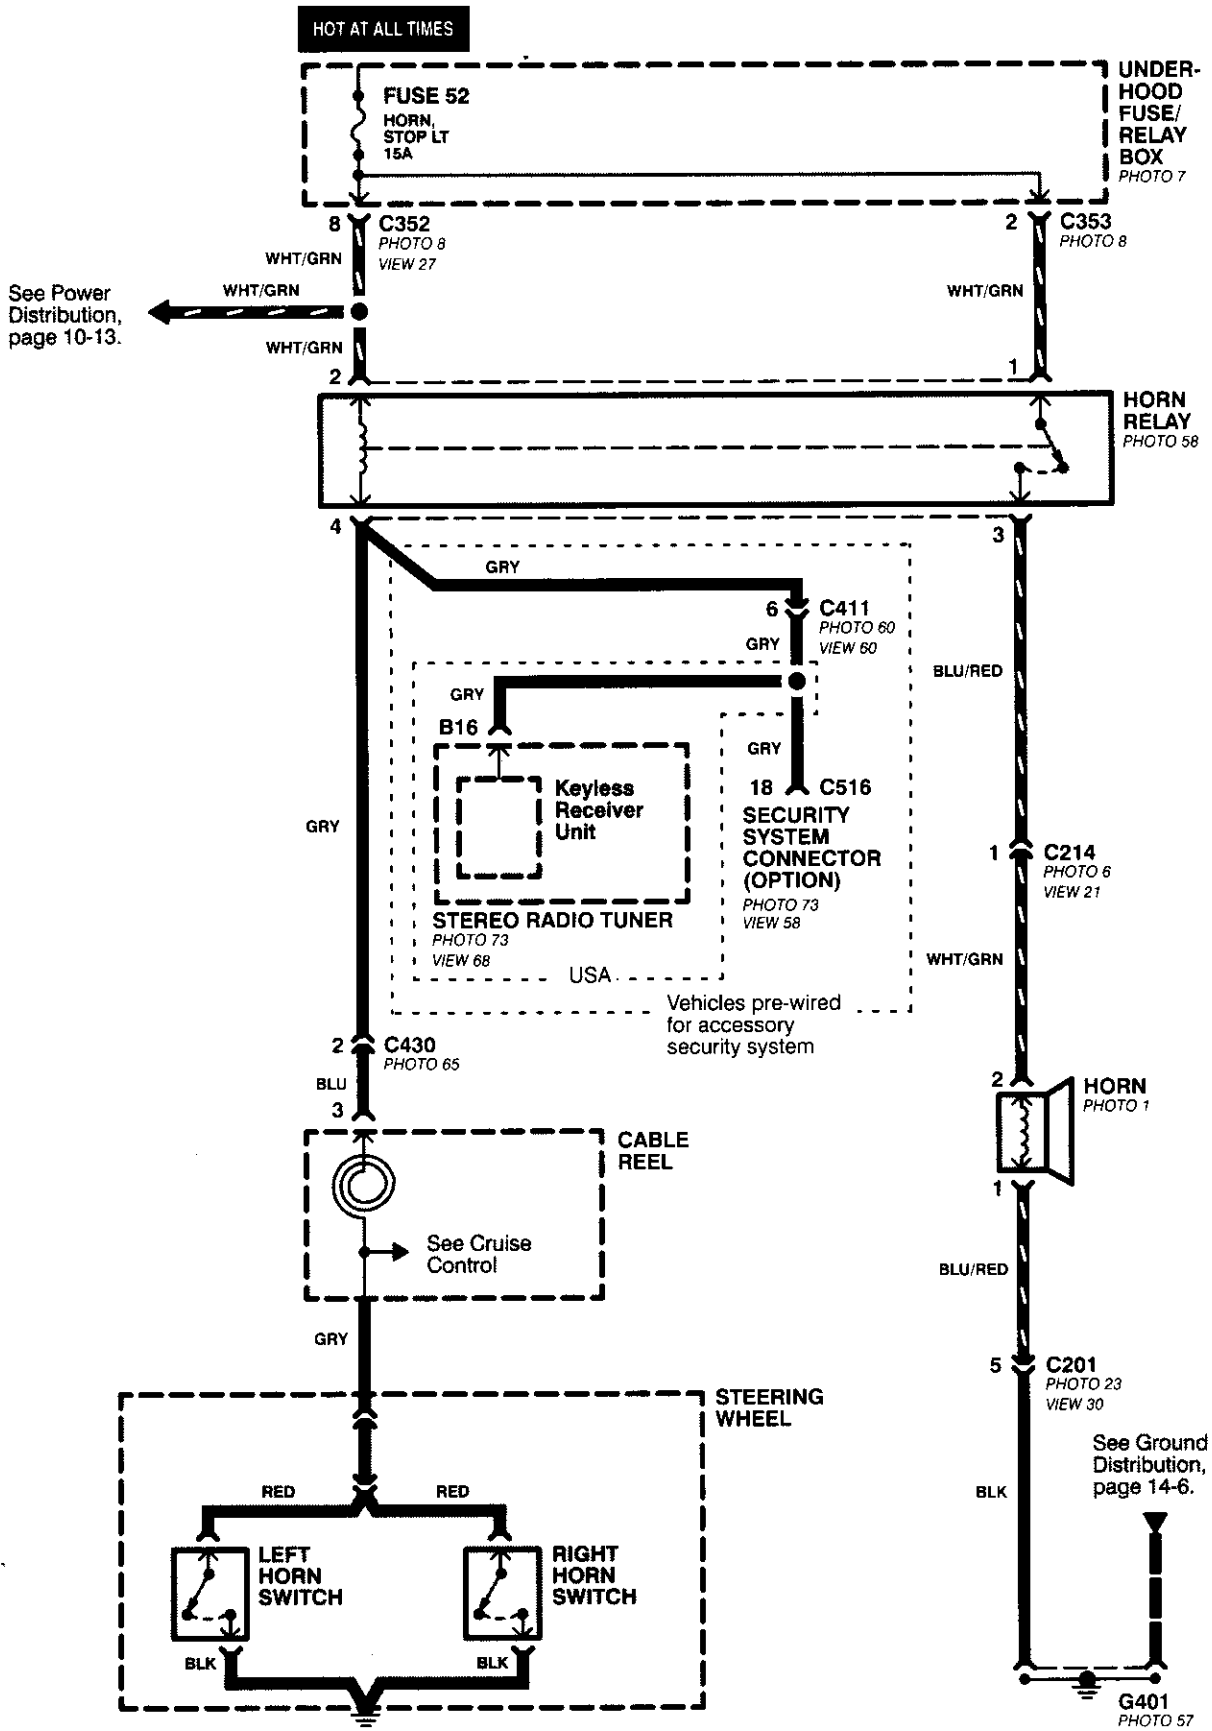 HOT AT ALL TIMES
FUSE 52
HORN,
STOP LT
15A
UNDER-
HOOD
FUSE/
RELAY
BOX
PHOTO 7
8
C352
PHOTO 8
VIEW 27
2
C353
PHOTO 8
WHT/GRN
See Power
Distribution,
page 10-13.
WHT/GRN
WHT/GRN
WHT/GRN
2
1
HORN
RELAY
PHOTO 58
4
3
GRY
6
C411
PHOTO 60
VIEW 60
GRY
BLU/RED
GRY
B16
GRY
18
C516
Keyless
Receiver
Unit
SECURITY
SYSTEM
CONNECTOR
(OPTION)
PHOTO 73
VIEW 58
GRY
1
C214
PHOTO 6
VIEW 21
STEREO RADIO TUNER
PHOTO 73
VIEW 68
USA
WHT/GRN
Vehicles pre-wired
for accessory
security system
2
C430
PHOTO 65
BLU
3
2
HORN
PHOTO 1
CABLE
REEL
1
See Cruise
Control
BLU/RED
GRY
5
C201
PHOTO 23
VIEW 30
STEERING
WHEEL
See Ground
Distribution,
page 14-6.
RED
RED
BLK
LEFT
HORN
SWITCH
RIGHT
HORN
SWITCH
BLK
BLK
G401
PHOTO 57